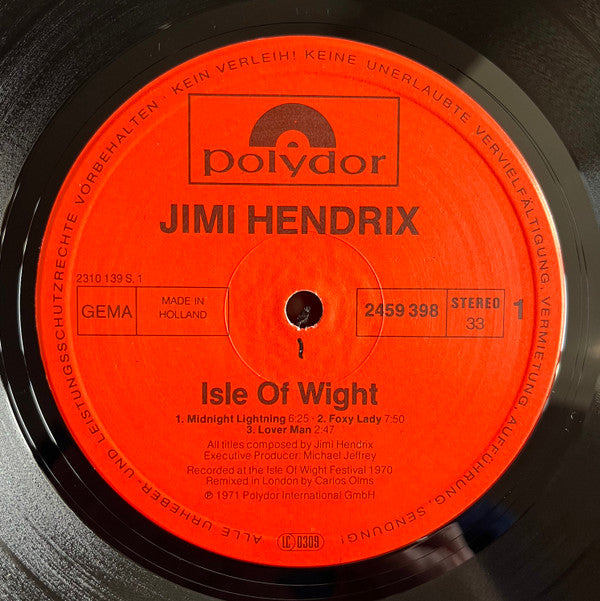 ALLE URHEBER- UND LEISTUNGSSCHUTZRECHTE VORBEHALTEN · KEIN VERLEIH! KEINE UNERLAUBTE VERVIELFÄLTIGUNG, VERMIETUNG, AUFFÜHRUNG, SENDUNG!
polydor
JIMI HENDRIX
2310 139 S. 1
GEMA
MADE IN
HOLLAND
2459 398
STEREO
33
1
Isle Of Wight
1. Midnight Lightning 6:25 · 2. Foxy Lady 7:50
3. Lover Man 2:47
All titles composed by Jimi Hendrix
Executive Producer: Michael Jeffrey
Recorded at the Isle Of Wight Festival 1970
Remixed in London by Carlos Olms
℗ 1971 Polydor International GmbH
LC 0309